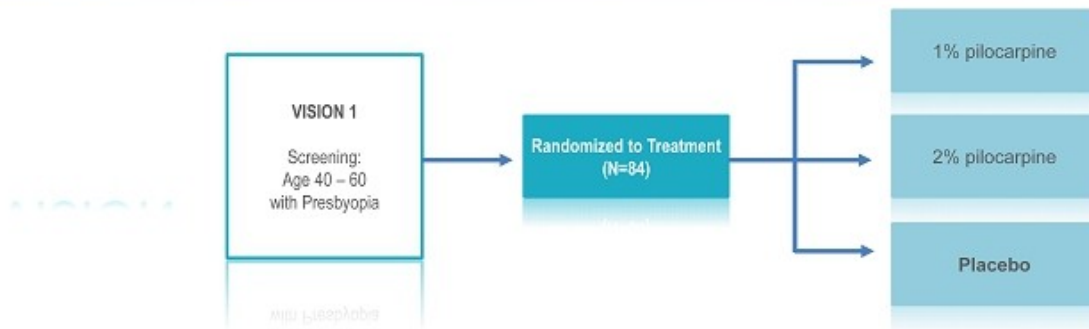 VISION 1
Screening:
Age 40 – 60
with Presbyopia
Randomized to Treatment
(N=84)
1% pilocarpine
2% pilocarpine
Placebo